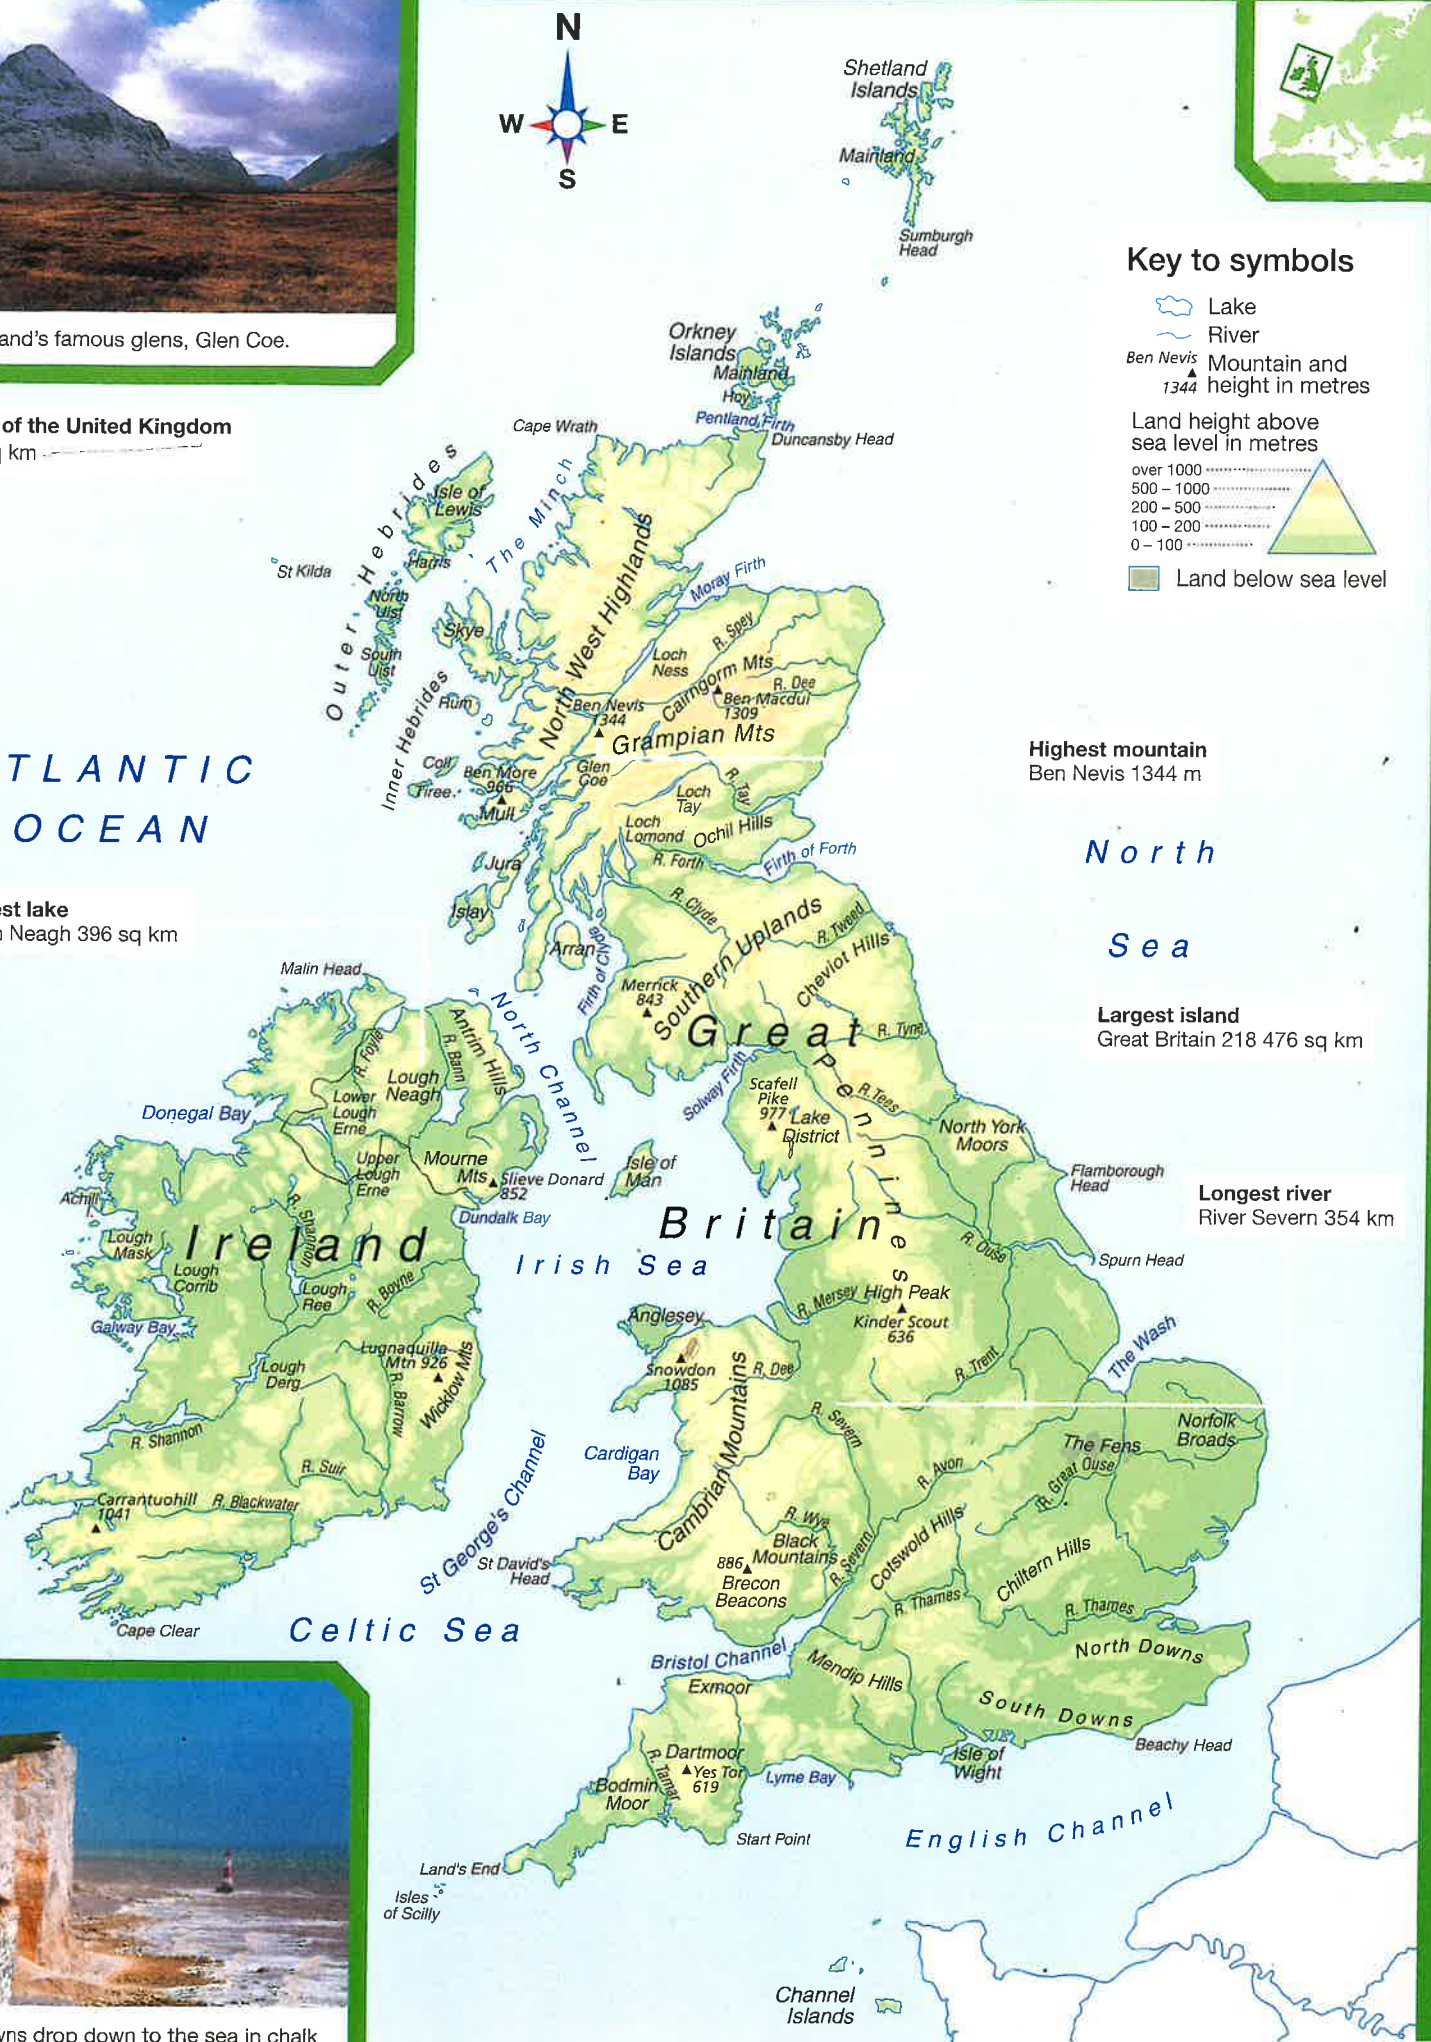 N
W
E
S
Shetland
Islands
Mainland
Sumburgh
Head
Key to symbols
Lake
River
Ben Nevis
1344
Mountain and
height in metres
Land height above
sea level in metres
over 1000
500 – 1000
200 – 500
100 – 200
0 – 100
Land below sea level
and's famous glens, Glen Coe.
of the United Kingdom
km
Orkney
Islands
Mainland
Hoy
Pentland Firth
Duncansby Head
Cape Wrath
Outer Hebrides
Isle of
Lewis
Harris
The Minch
St Kilda
North
Uist
South
Uist
Skye
Inner Hebrides
Rum
North West Highlands
Moray Firth
R. Spey
Loch
Ness
Cairngorm Mts
R. Dee
Ben Macdui
1309
Ben Nevis
1344
Grampian Mts
Glen
Coe
Coll
Tiree
Ben More
966
Mull
R. Tay
Loch
Tay
Loch
Lomond
Ochil Hills
R. Forth
Firth of Forth
Jura
Islay
Arran
Firth of Clyde
R. Clyde
Southern Uplands
R. Tweed
Cheviot Hills
Merrick
843
TLANTIC
OCEAN
Highest mountain
Ben Nevis 1344 m
North
Sea
st lake
Neagh 396 sq km
Largest island
Great Britain 218 476 sq km
Malin Head
North Channel
Great
R. Tyne
Antrim Hills
R. Bann
R. Foyle
Lough
Neagh
Lower
Lough
Erne
Donegal Bay
Upper
Lough
Erne
Mourne
Mts
Slieve Donard
852
Solway Firth
Scafell
Pike
977
Lake
District
Pennines
R. Tees
North York
Moors
Isle of
Man
Flamborough
Head
Longest river
River Severn 354 km
Achill
I.
Dundalk Bay
Britain
Ireland
R. Shannon
Lough
Mask
Lough
Corrib
Irish Sea
R. Ouse
Spurn Head
Lough
Ree
R. Boyne
Galway Bay
Anglesey
R. Mersey
High Peak
Kinder Scout
636
Lugnaquilla
Mtn 926
Wicklow Mts
Lough
Derg
R. Barrow
Snowdon
1085
R. Dee
R. Trent
The Wash
R. Shannon
R. Suir
Cardigan
Bay
Cambrian Mountains
R. Severn
Norfolk
Broads
The Fens
R. Great Ouse
R. Avon
Carrantuohill
1041
R. Blackwater
St George's Channel
R. Wye
Black
Mountains
886
Brecon
Beacons
R. Severn
Cotswold Hills
Chiltern Hills
St David's
Head
R. Thames
R. Thames
Cape Clear
Celtic Sea
Bristol Channel
North Downs
Mendip Hills
Exmoor
South Downs
Beachy Head
Dartmoor
Yes Tor
619
R. Tamar
Bodmin
Moor
Lyme Bay
Isle of
Wight
English Channel
Start Point
Land's End
Isles
of Scilly
Channel
Islands
wns drop down to the sea in chalk